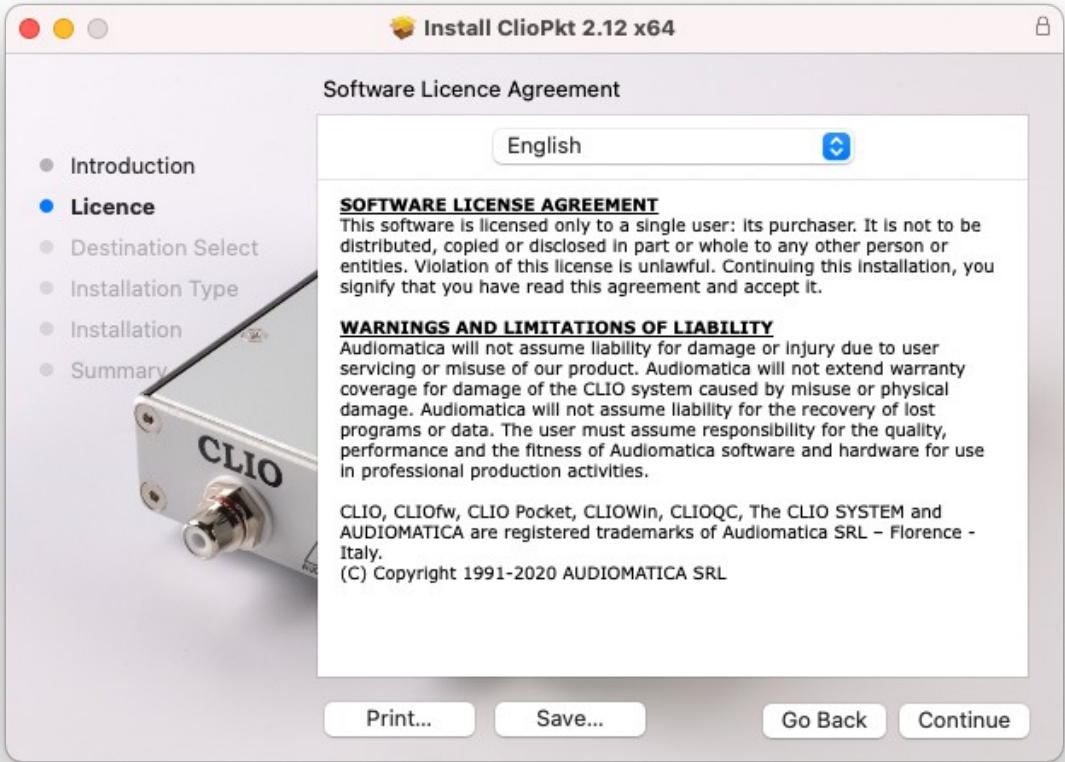 Install ClioPkt 2.12 x64
Software Licence Agreement
Introduction
Licence
Destination Select
Installation Type
Installation
Summary
CLIO
English
SOFTWARE LICENSE AGREEMENT
This software is licensed only to a single user: its purchaser. It is not to be
distributed, copied or disclosed in part or whole to any other person or
entities. Violation of this license is unlawful. Continuing this installation, you
signify that you have read this agreement and accept it.
WARNINGS AND LIMITATIONS OF LIABILITY
Audiomatica will not assume liability for damage or injury due to user
servicing or misuse of our product. Audiomatica will not extend warranty
coverage for damage of the CLIO system caused by misuse or physical
damage. Audiomatica will not assume liability for the recovery of lost
programs or data. The user must assume responsibility for the quality,
performance and the fitness of Audiomatica software and hardware for use
in professional production activities.
CLIO, CLIOfw, CLIO Pocket, CLIOWin, CLIOQC, The CLIO SYSTEM and
AUDIOMATICA are registered trademarks of Audiomatica SRL – Florence -
Italy.
(C) Copyright 1991-2020 AUDIOMATICA SRL
Print...
Save...
Go Back
Continue